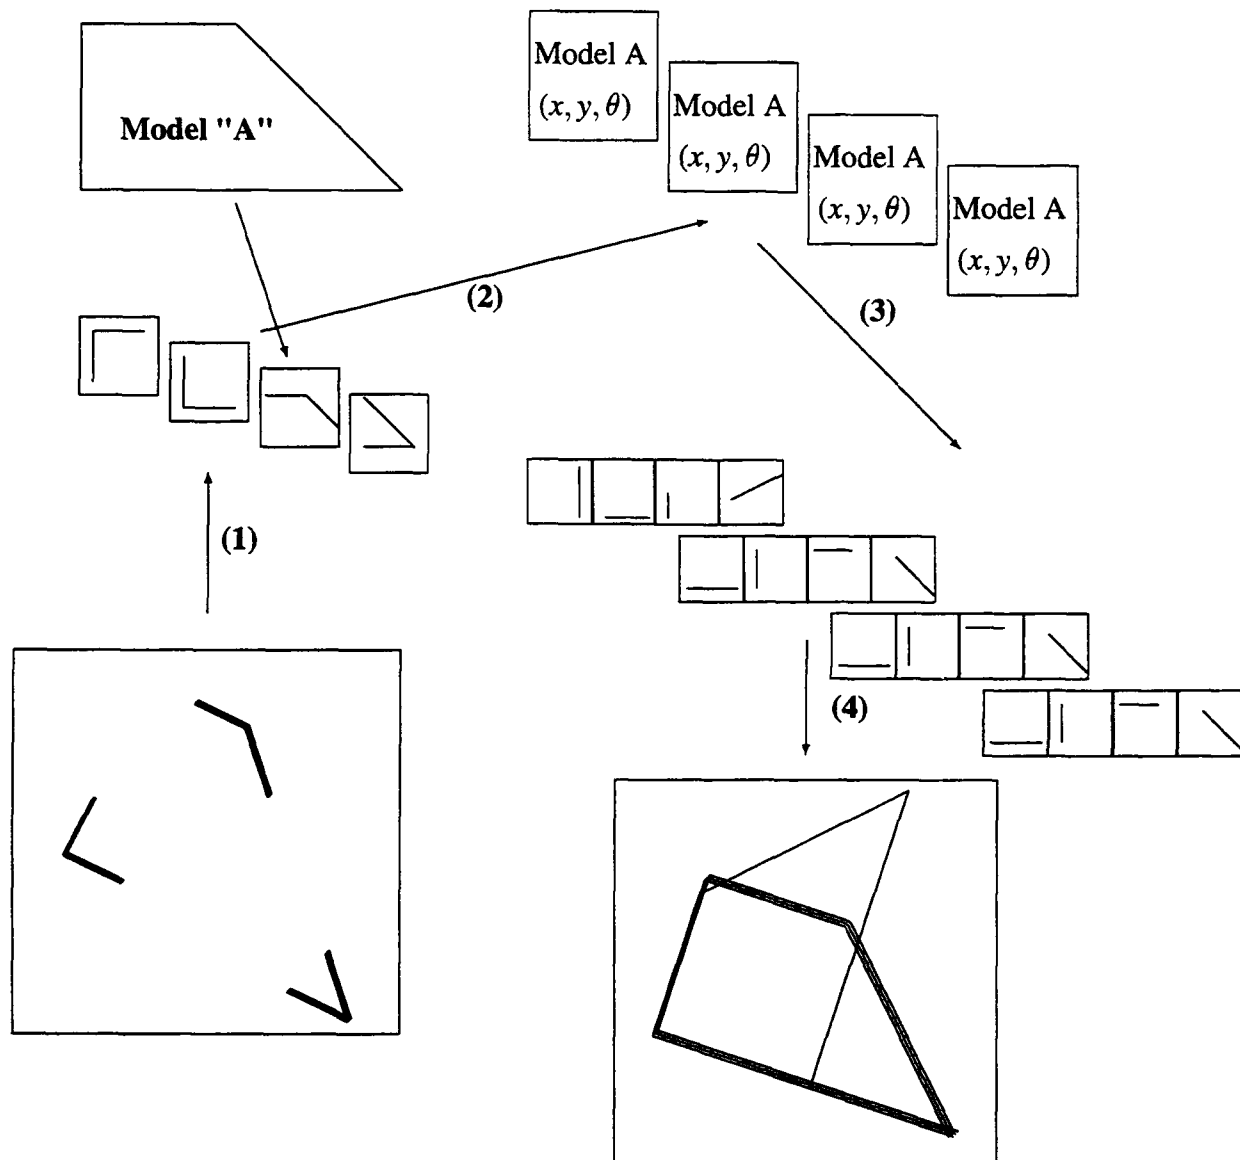 Model "A"
Model A
(x, y, θ)
Model A
(x, y, θ)
Model A
(x, y, θ)
Model A
(x, y, θ)
(2)
(3)
(1)
(4)